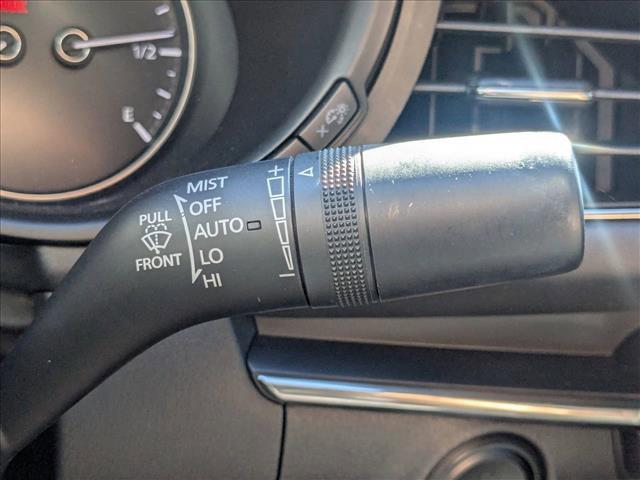 1/2
E
MIST
OFF
AUTO
LO
HI
PULL
FRONT
+
−